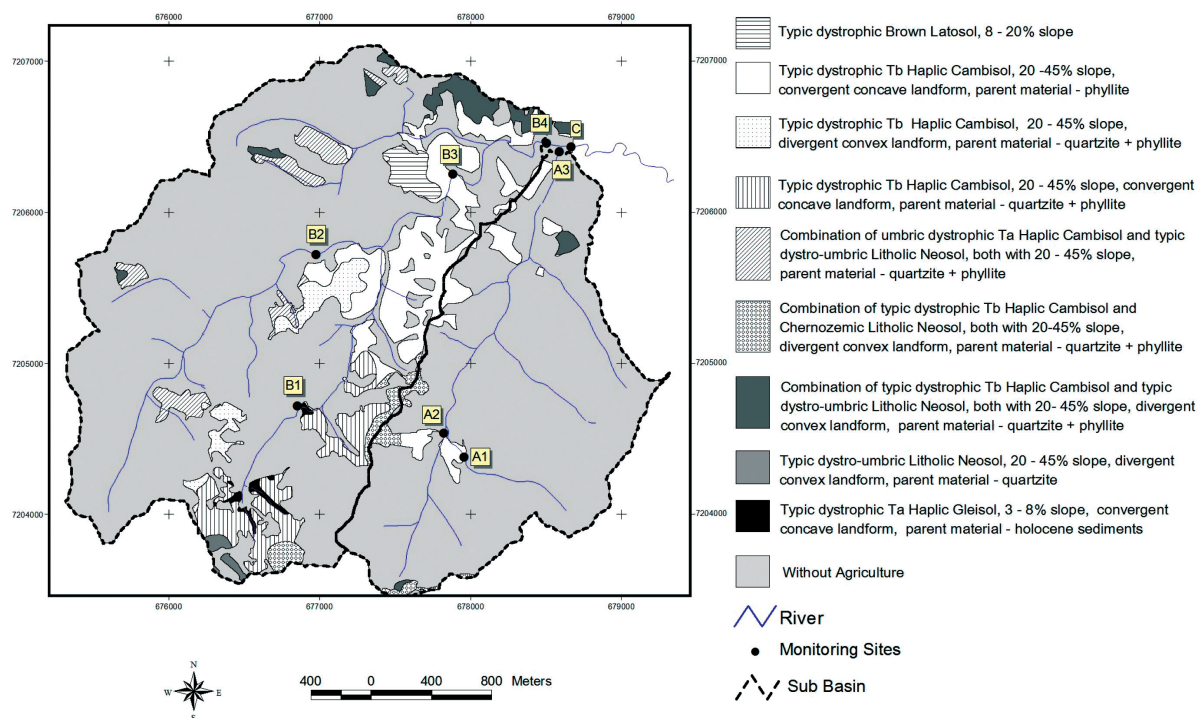 676000 677000 678000 679000
7207000
7207000
7206000
7206000
7205000
7205000
7204000
7204000
676000 677000 678000 679000
B4
C
B3
A3
B2
B1
A2
A1
Typic dystrophic Brown Latosol, 8 - 20% slope
Typic dystrophic Tb Haplic Cambisol, 20 -45% slope,
convergent concave landform, parent material - phyllite
Typic dystrophic Tb Haplic Cambisol, 20 - 45% slope,
divergent convex landform, parent material - quartzite + phyllite
Typic dystrophic Tb Haplic Cambisol, 20 - 45% slope, convergent
concave landform, parent material - quartzite + phyllite
Combination of umbric dystrophic Ta Haplic Cambisol and typic
dystro-umbric Litholic Neosol, both with 20 - 45% slope,
parent material - quartzite + phyllite
Combination of typic dystrophic Tb Haplic Cambisol and
Chernozemic Litholic Neosol, both with 20-45% slope,
divergent convex landform, parent material - quartzite + phyllite
Combination of typic dystrophic Tb Haplic Cambisol and typic
dystro-umbric Litholic Neosol, both with 20- 45% slope, divergent
convex landform, parent material - quartzite + phyllite
Typic dystro-umbric Litholic Neosol, 20 - 45% slope, divergent
convex landform, parent material - quartzite
Typic dystrophic Ta Haplic Gleisol, 3 - 8% slope, convergent
concave landform, parent material - holocene sediments
Without Agriculture
River
Monitoring Sites
Sub Basin
N
W E
S
400 0 400 800 Meters